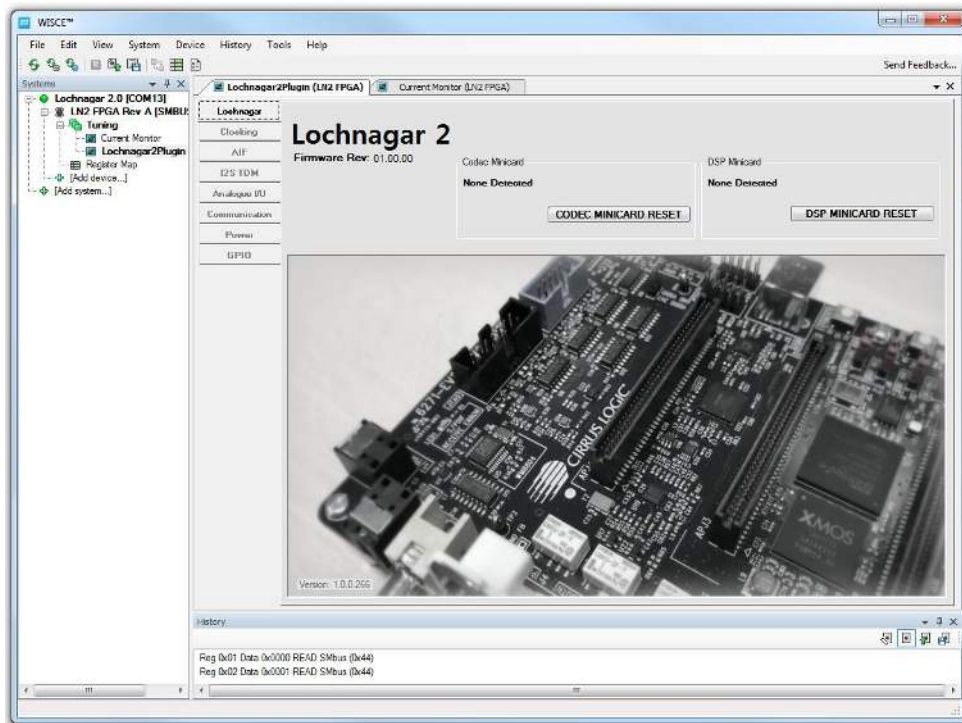 WISCE™
File Edit View System Device History Tools Help
Send Feedback...
Systems
Lochnagar 2.0 [COM13]
LN2 FPGA Rev A [SMBUS
Tuning
Current Monitor
Lochnagar2Plugin
Register Map
[Add device...]
[Add system...]
Lochnagar2Plugin (LN2 FPGA)
Current Monitor (LN2 FPGA)
Lochnagar
Clocking
AIF
I2S TDM
Analogue I/O
Communication
Power
GPIO
Lochnagar 2
Firmware Rev: 01.00.00
Codec Minicard
None Detected
CODEC MINICARD RESET
DSP Minicard
None Detected
DSP MINICARD RESET
CIRRUS LOGIC
Version: 1.0.0.266
History
Reg 0x01 Data 0x0000 READ SMbus (0x44)
Reg 0x02 Data 0x0001 READ SMbus (0x44)